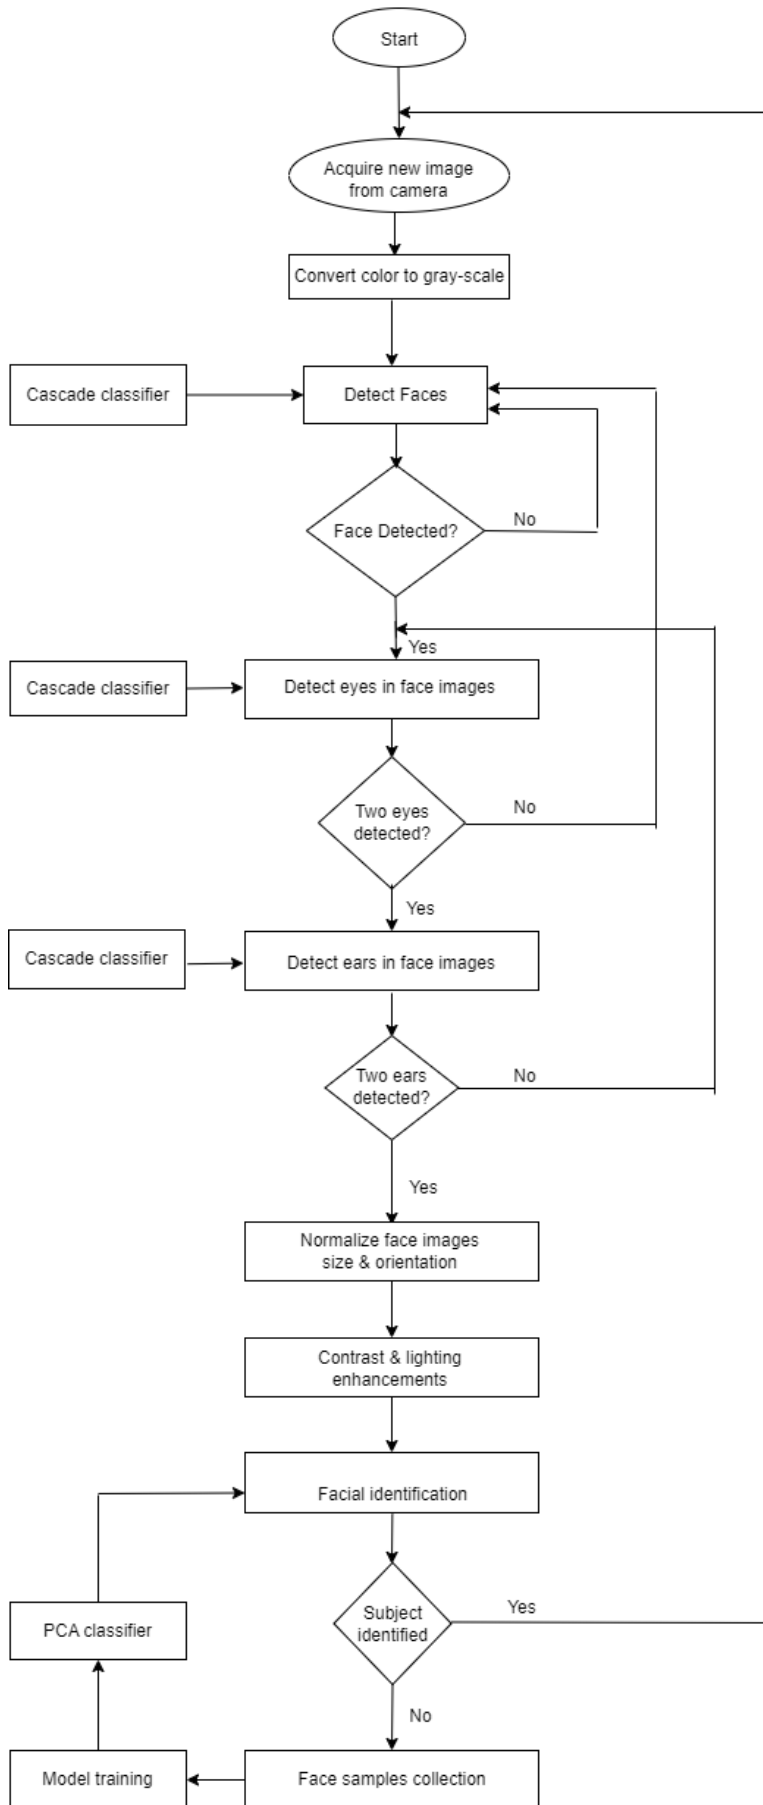 Start
Acquire new image
from camera
Convert color to gray-scale
Cascade classifier
Detect Faces
Face Detected?
No
Yes
Cascade classifier
Detect eyes in face images
Two eyes
detected?
No
Yes
Cascade classifier
Detect ears in face images
Two ears
detected?
No
Yes
Normalize face images
size & orientation
Contrast & lighting
enhancements
Facial identification
PCA classifier
Subject
identified
Yes
No
Model training
Face samples collection